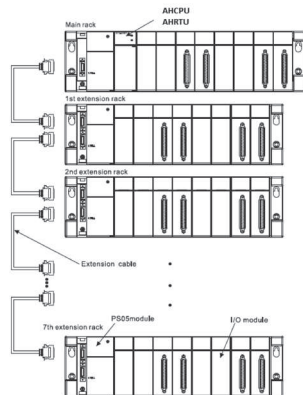 AHCPU
AHRTU
Main rack
1st extension rack
2nd extension rack
Extension cable
7th extension rack
PS05module
I/O module